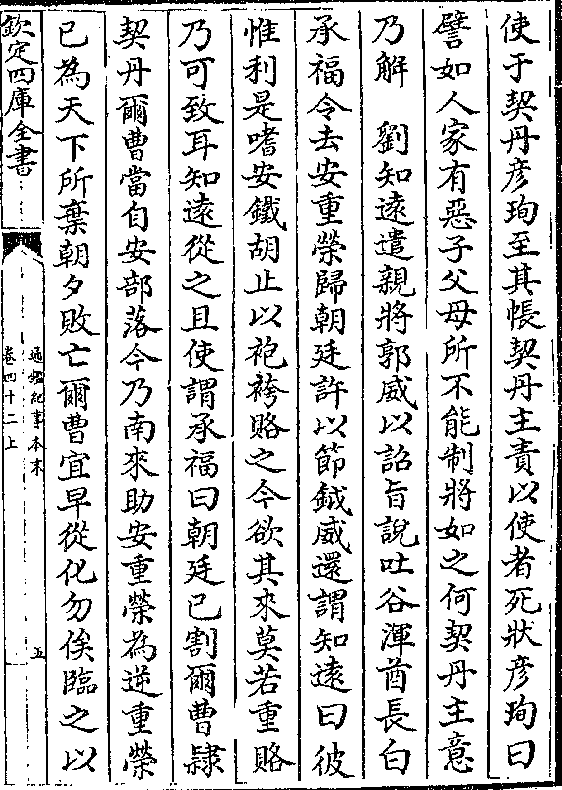 使于契丹彦珣至其帳契丹主責以使者死狀彦珣曰
譬如人家有惡子父母所不能制將如之何契丹主意
乃解　劉知遠遣親將郭威以詔旨說吐谷渾酋長白
承福令去安重榮歸朝廷許以節鉞威還謂知遠曰彼
惟利是嗜安鐵胡止以袍袴賂之今欲其來莫若重賂
乃可致耳知遠從之且使謂承福曰朝廷已割爾曹隸
契丹爾曹當自安部落今乃南來助安重榮為逆重榮
已為天下所棄朝夕敗亡爾曹宜早從化勿俟臨之以
欽定四庫全書
通鑑紀事本末
卷四十二上
五